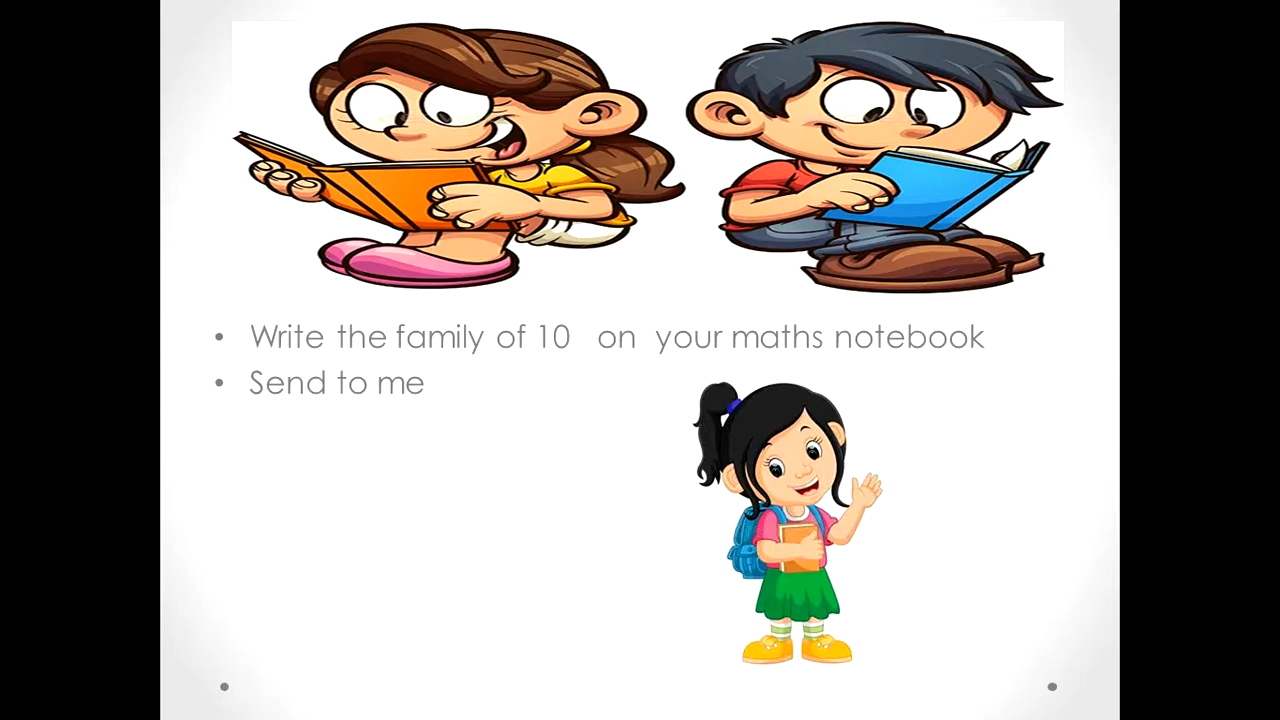 • Write the family of 10 on your maths notebook
• Send to me